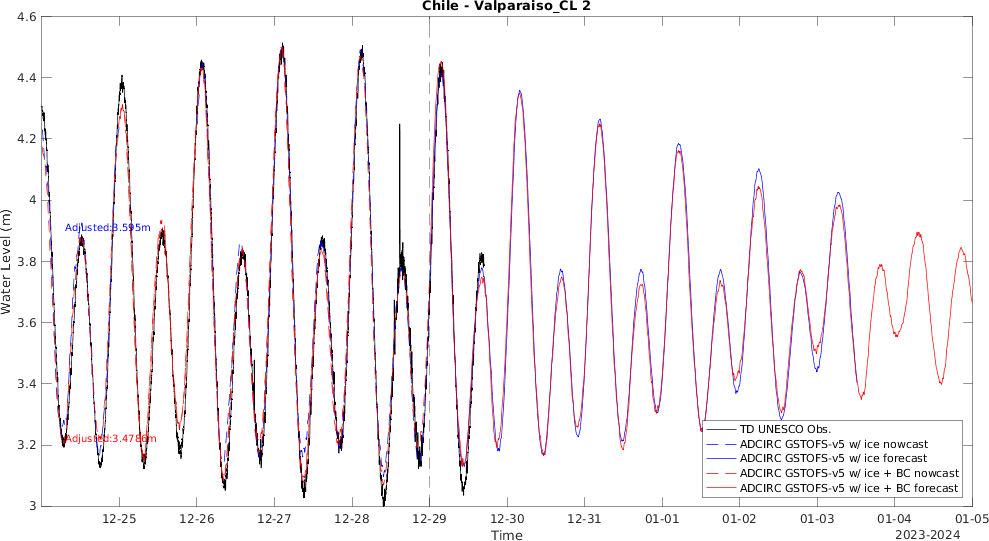 Chile - Valparaiso_CL 2
4.6
4.4
4.2
4
3.8
3.6
3.4
3.2
3
Water Level (m)
Adjusted:3.595m
Adjusted:3.4786m
TD UNESCO Obs.
ADCIRC GSTOFS-v5 w/ ice nowcast
ADCIRC GSTOFS-v5 w/ ice forecast
ADCIRC GSTOFS-v5 w/ ice + BC nowcast
ADCIRC GSTOFS-v5 w/ ice + BC forecast
12-25 12-26 12-27 12-28 12-29 12-30 12-31 01-01 01-02 01-03 01-04 01-05
Time
2023-2024